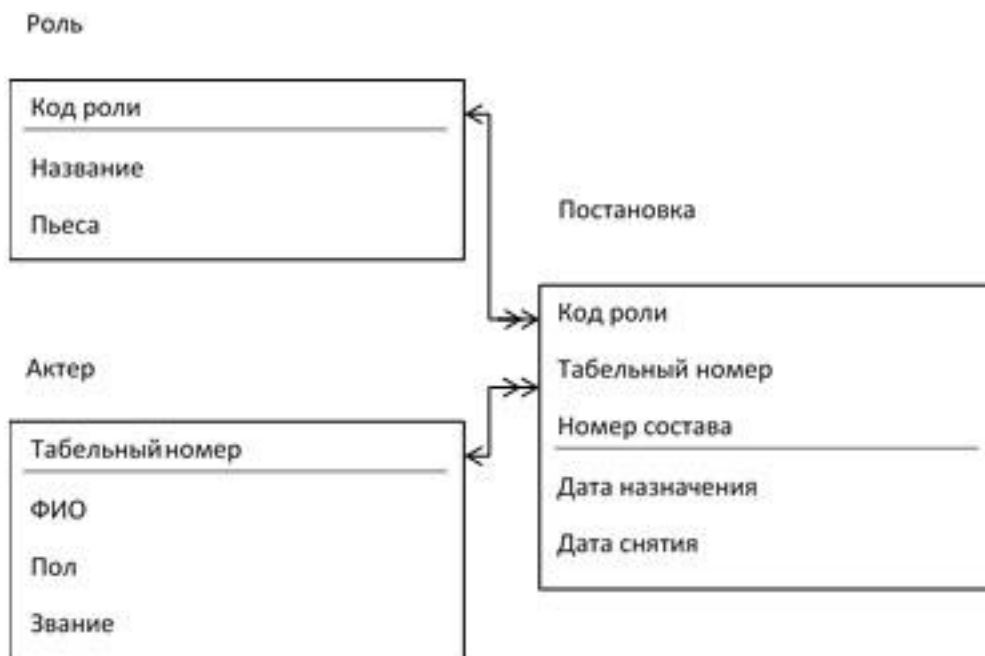 Роль
Код роли
Название
Пьеса
Постановка
Код роли
Табельный номер
Номер состава
Дата назначения
Дата снятия
Актер
Табельный номер
ФИО
Пол
Звание